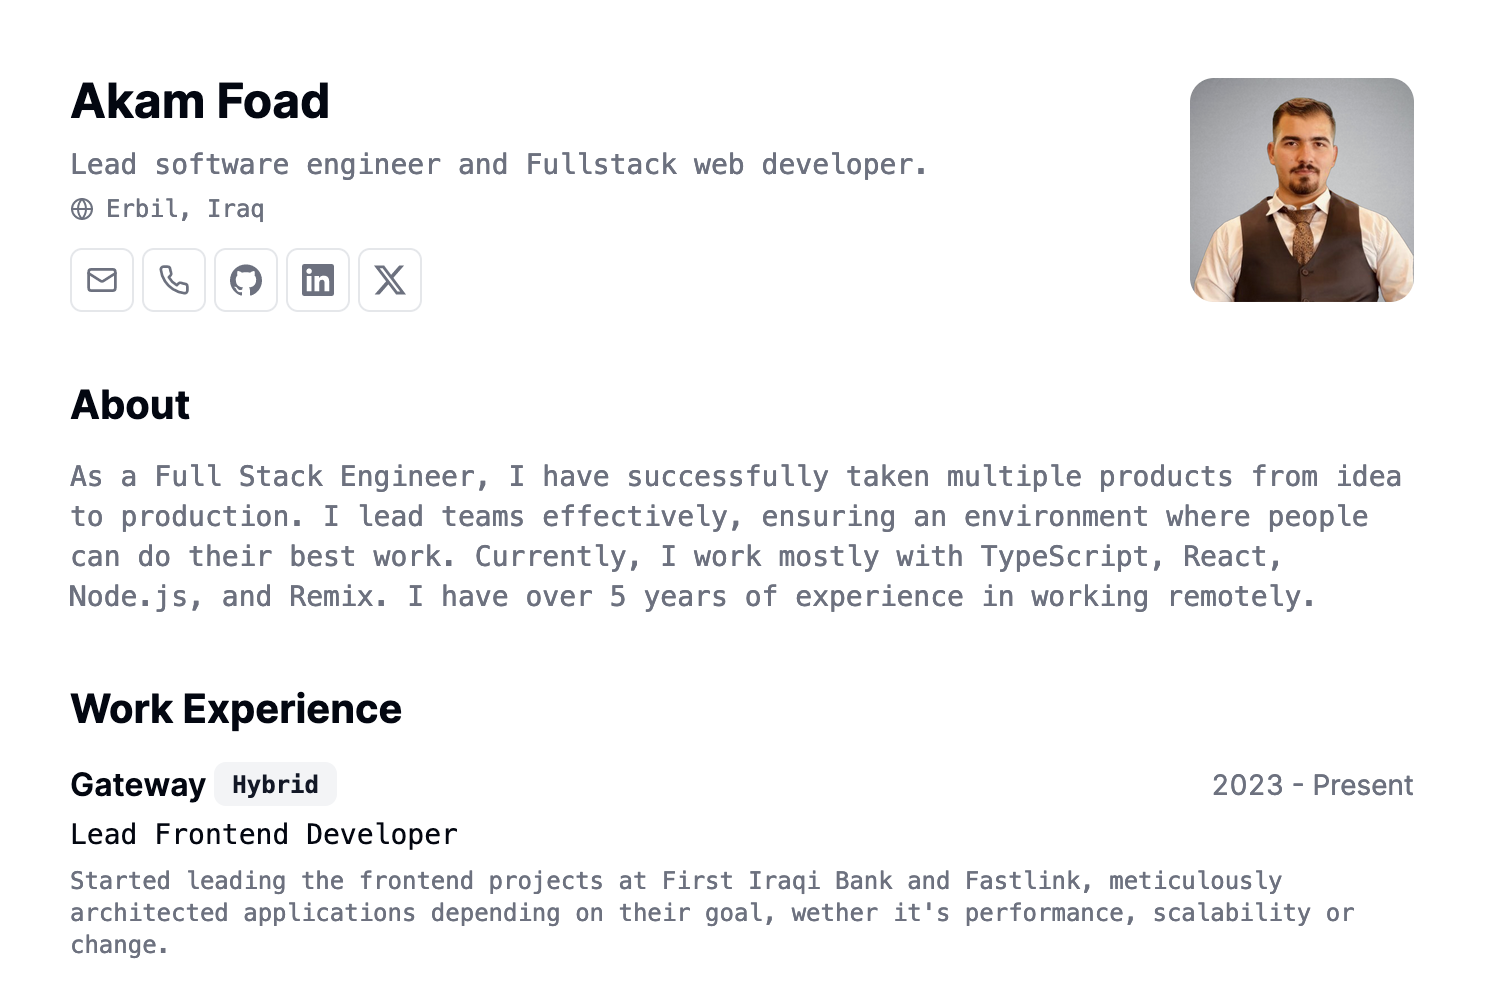 Akam Foad
Lead software engineer and Fullstack web developer.
Erbil, Iraq
in
About
As a Full Stack Engineer, I have successfully taken multiple products from idea
to production. I lead teams effectively, ensuring an environment where people
can do their best work. Currently, I work mostly with TypeScript, React,
Node.js, and Remix. I have over 5 years of experience in working remotely.
Work Experience
Gateway Hybrid 2023 - Present
Lead Frontend Developer
Started leading the frontend projects at First Iraqi Bank and Fastlink, meticulously
architected applications depending on their goal, wether it's performance, scalability or
change.